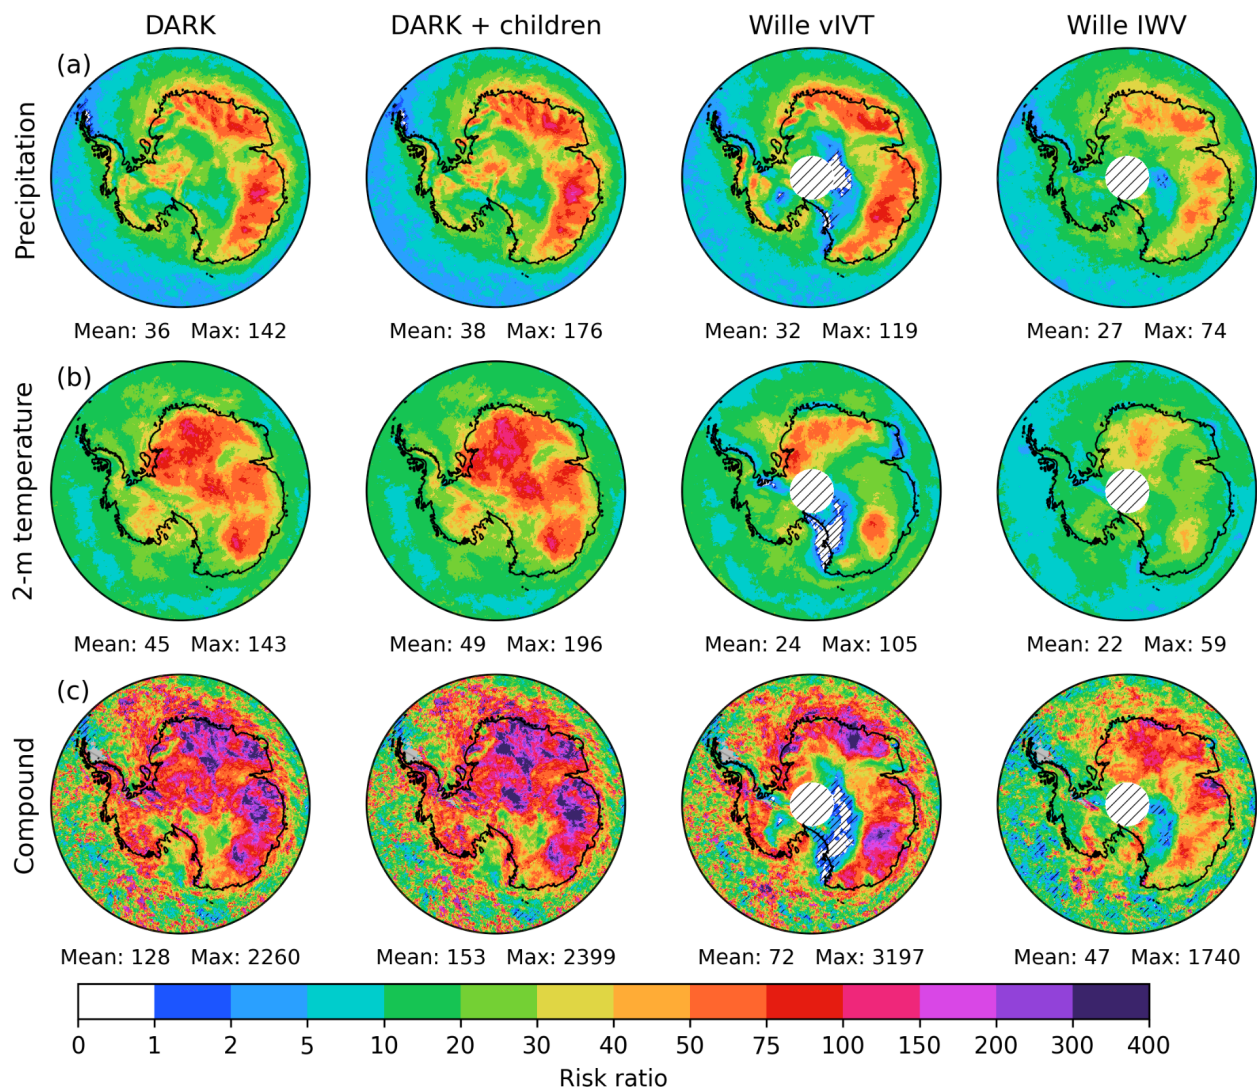 DARK DARK + children Wille vIVT Wille IWV
(a)
Precipitation
Mean: 36 Max: 142 Mean: 38 Max: 176 Mean: 32 Max: 119 Mean: 27 Max: 74
(b)
2-m temperature
Mean: 45 Max: 143 Mean: 49 Max: 196 Mean: 24 Max: 105 Mean: 22 Max: 59
(c)
Compound
Mean: 128 Max: 2260 Mean: 153 Max: 2399 Mean: 72 Max: 3197 Mean: 47 Max: 1740
0 1 2 5 10 20 30 40 50 75 100 150 200 300 400
Risk ratio